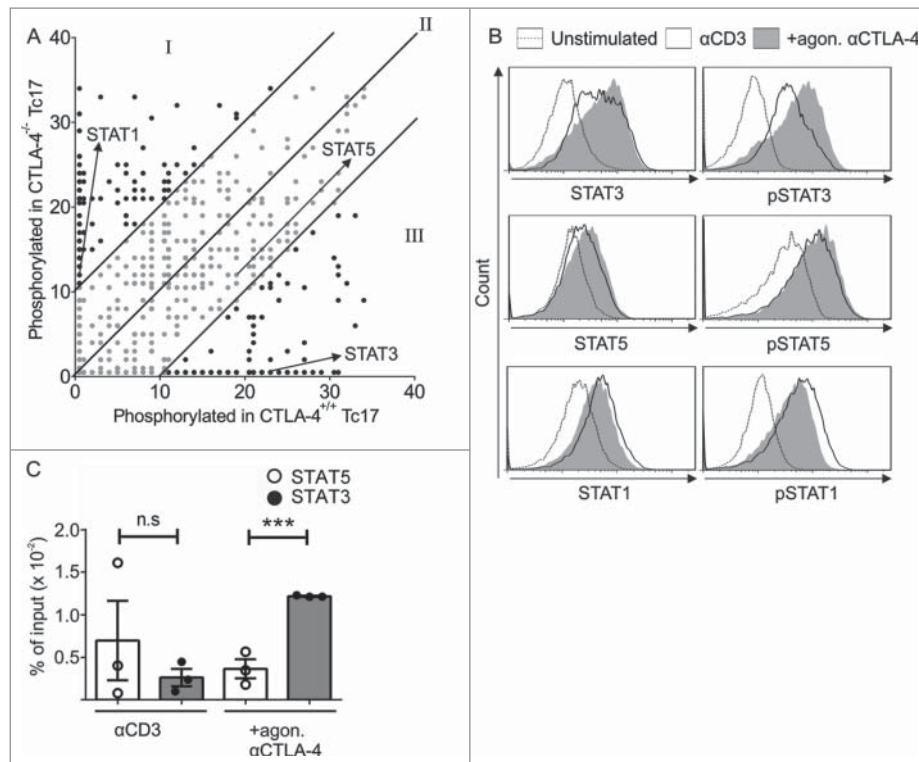 A
I
II
40
30
20
10
0
Phosphorylated in CTLA-4-/- Tc17
STAT1
STAT5
III
STAT3
0 10 20 30 40
Phosphorylated in CTLA-4+/+ Tc17
B
Unstimulated αCD3 +agon. αCTLA-4
Count
STAT3 pSTAT3
STAT5 pSTAT5
STAT1 pSTAT1
C
STAT5
STAT3
n.s ***
2.0
1.5
1.0
0.5
% of input (x 10-2)
αCD3 +agon.
αCTLA-4